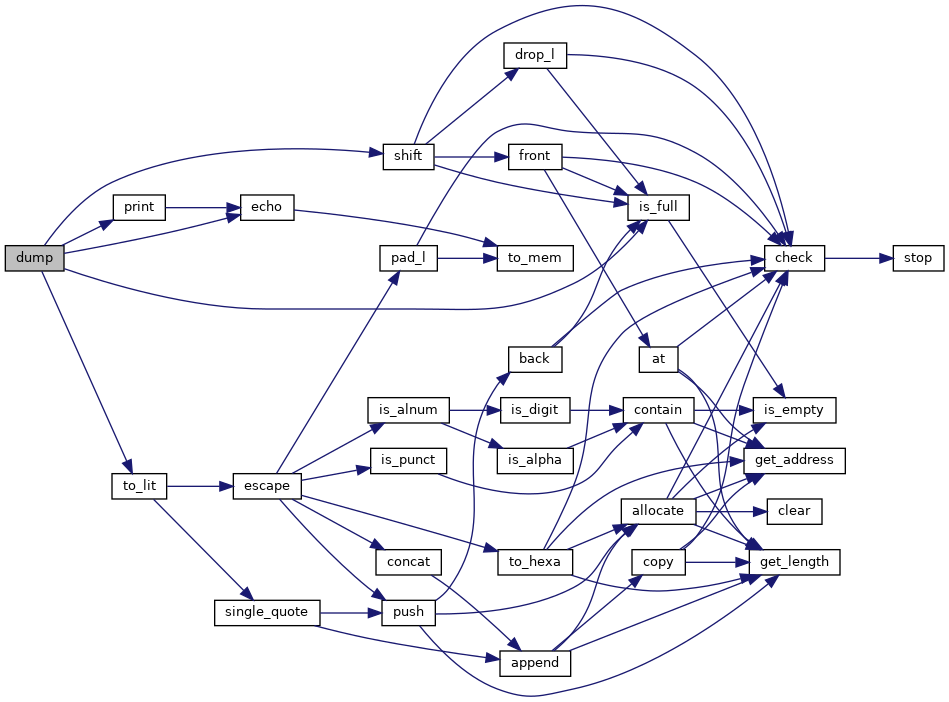 dump
print
to_lit
echo
escape
single_quote
shift
pad_l
is_alnum
is_punct
concat
push
drop_l
front
to_mem
back
is_digit
is_alpha
to_hexa
append
is_full
at
contain
allocate
copy
check
is_empty
get_address
clear
get_length
stop